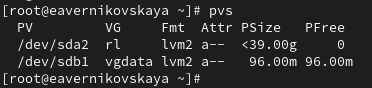 [root@eavernikovskaya ~]# pvs
  PV         VG     Fmt  Attr PSize   PFree
  /dev/sda2  rl     lvm2 a--  <39.00g     0
  /dev/sdb1  vgdata lvm2 a--   96.00m 96.00m
[root@eavernikovskaya ~]#